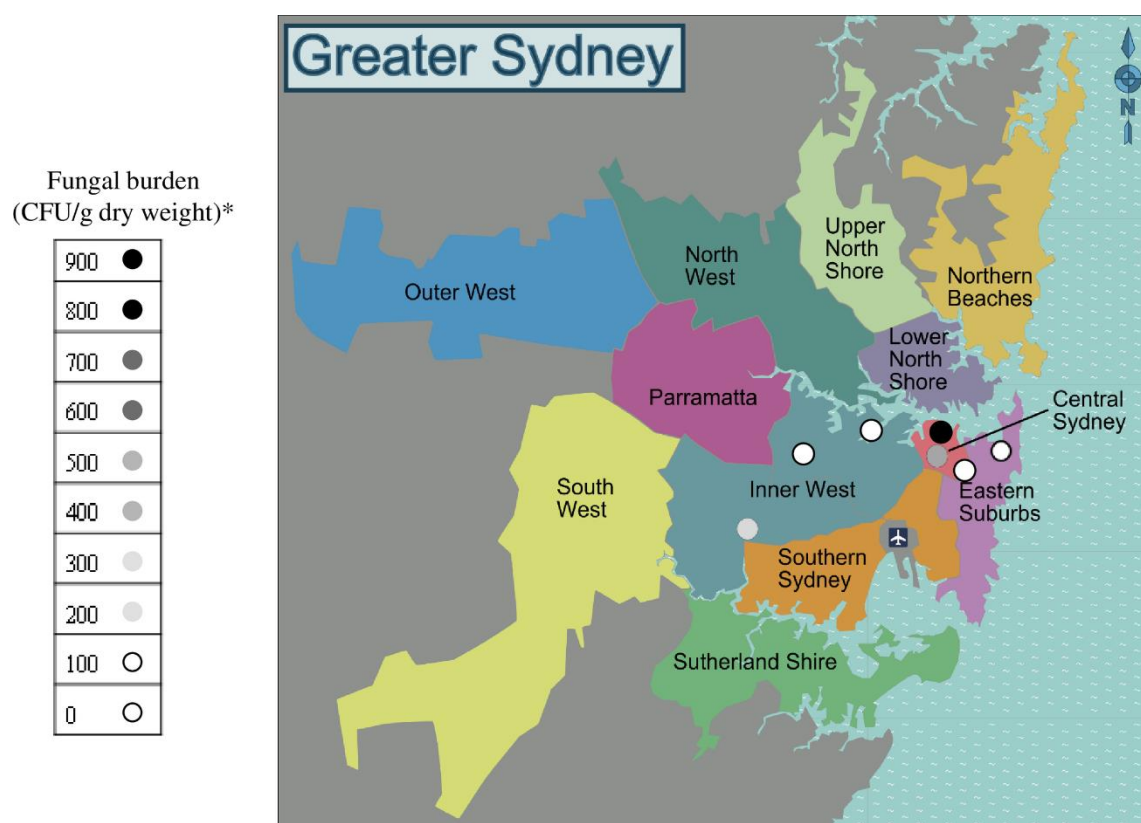 Greater Sydney
N
Fungal burden
(CFU/g dry weight)*
900
800
700
600
500
400
300
200
100
0
Upper
North
Shore
North
West
Northern
Beaches
Outer West
Lower
North
Shore
Parramatta
Central
Sydney
South
West
Inner West
Eastern
Suburbs
Southern
Sydney
Sutherland Shire